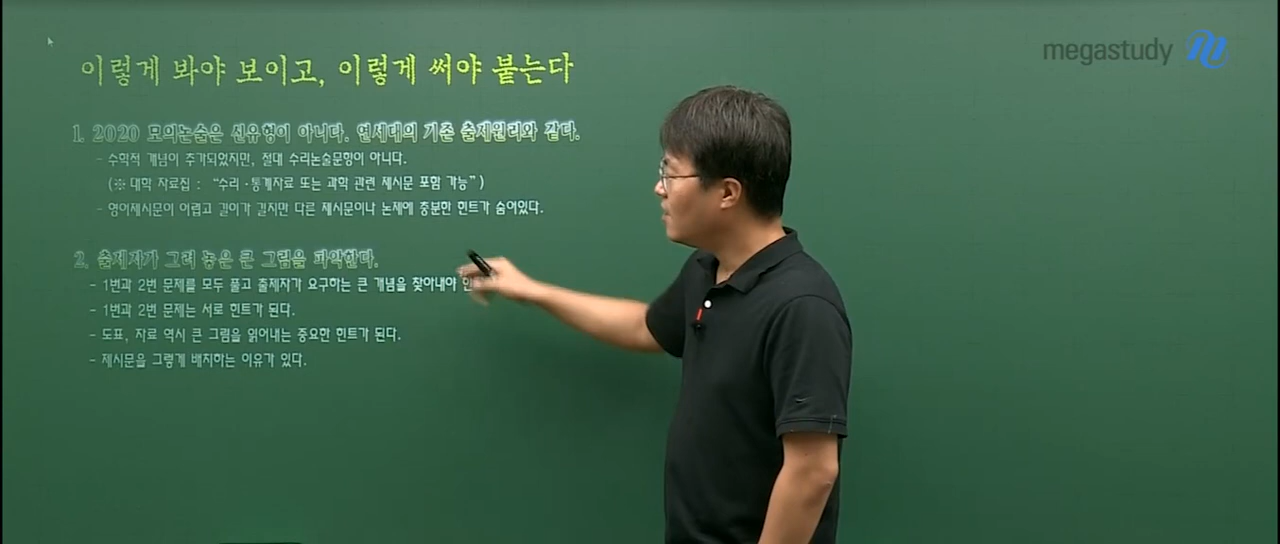 megastudy
이렇게 봐야 보이고, 이렇게 써야 붙는다
1. 2020 모의논술은 신유형이 아니다. 연세대의 기존 출제원리와 같다.
- 수학적 개념이 추가되었지만, 절대 수리논술문항이 아니다.
(※ 대학 자료집 : “수리·통계자료 또는 과학 관련 제시문 포함 가능”)
- 영어제시문이 어렵고 길이가 길지만 다른 제시문이나 논제에 충분한 힌트가 숨어있다.
2. 출제자가 그려 놓은 큰 그림을 파악한다.
- 1번과 2번 문제를 모두 풀고 출제자가 요구하는 큰 개념을 찾아내야
- 1번과 2번 문제는 서로 힌트가 된다.
- 도표, 자료 역시 큰 그림을 읽어내는 중요한 힌트가 된다.
- 제시문을 그렇게 배치하는 이유가 있다.